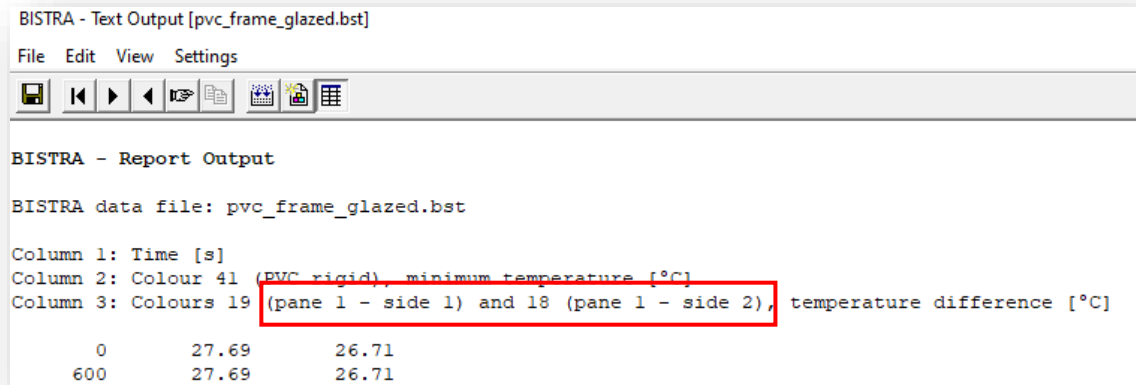 BISTRA - Text Output [pvc_frame_glazed.bst]
File Edit View Settings
BISTRA - Report Output
BISTRA data file: pvc_frame_glazed.bst
Column 1: Time [s]
Column 2: Colour 41 (PVC rigid), minimum temperature [°C]
Column 3: Colours 19 (pane 1 - side 1) and 18 (pane 1 - side 2), temperature difference [°C]
0 27.69 26.71
600 27.69 26.71